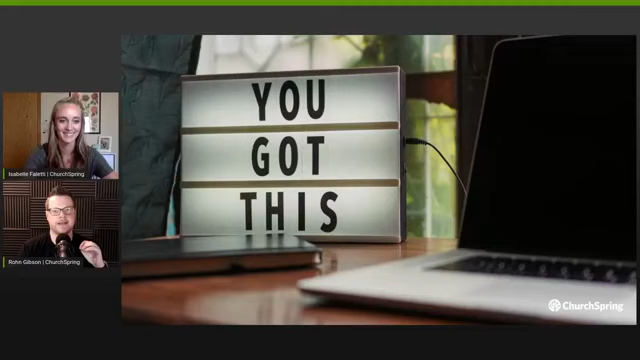 YOU
GOT
THIS
Isabelle Faletti | ChurchSpring
Rohn Gibson | ChurchSpring
ChurchSpring